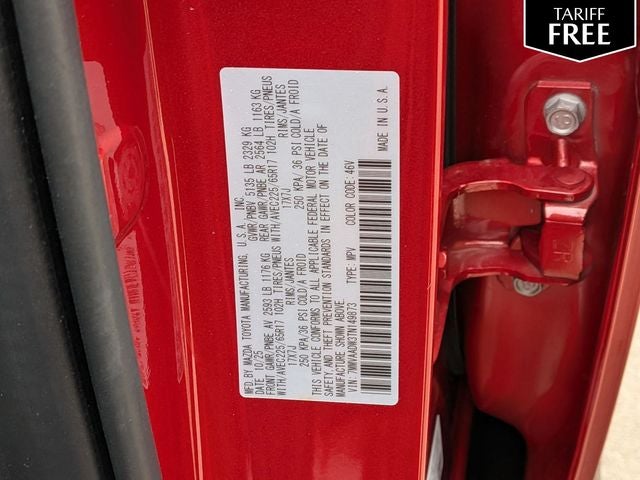 TARIFF
FREE
MFD BY MAZDA TOYOTA MANUFACTURING, U.S.A. INC.
DATE: 10/25 GVWR/PNBV 5135 LB 2329 KG
FRONT GAWR/PNBE AV 2593 LB 1176 KG REAR GAWR/PNBE AR 2564 LB 1163 KG
WITH/AVEC225/65R17 102H TIRES/PNEUS WITH/AVEC225/65R17 102H TIRES/PNEUS
17X7J RIMS/JANTES 17X7J RIMS/JANTES
250 KPA/36 PSI COLD/A FROID 250 KPA/36 PSI COLD/A FROID
THIS VEHICLE CONFORMS TO ALL APPLICABLE FEDERAL MOTOR VEHICLE
SAFETY,AND THEFT PREVENTION STANDARDS IN EFFECT ON THE DATE OF
MANUFACTURE SHOWN ABOVE.
VIN: TYPE: MPV COLOR CODE: 46V MADE IN U.S.A.